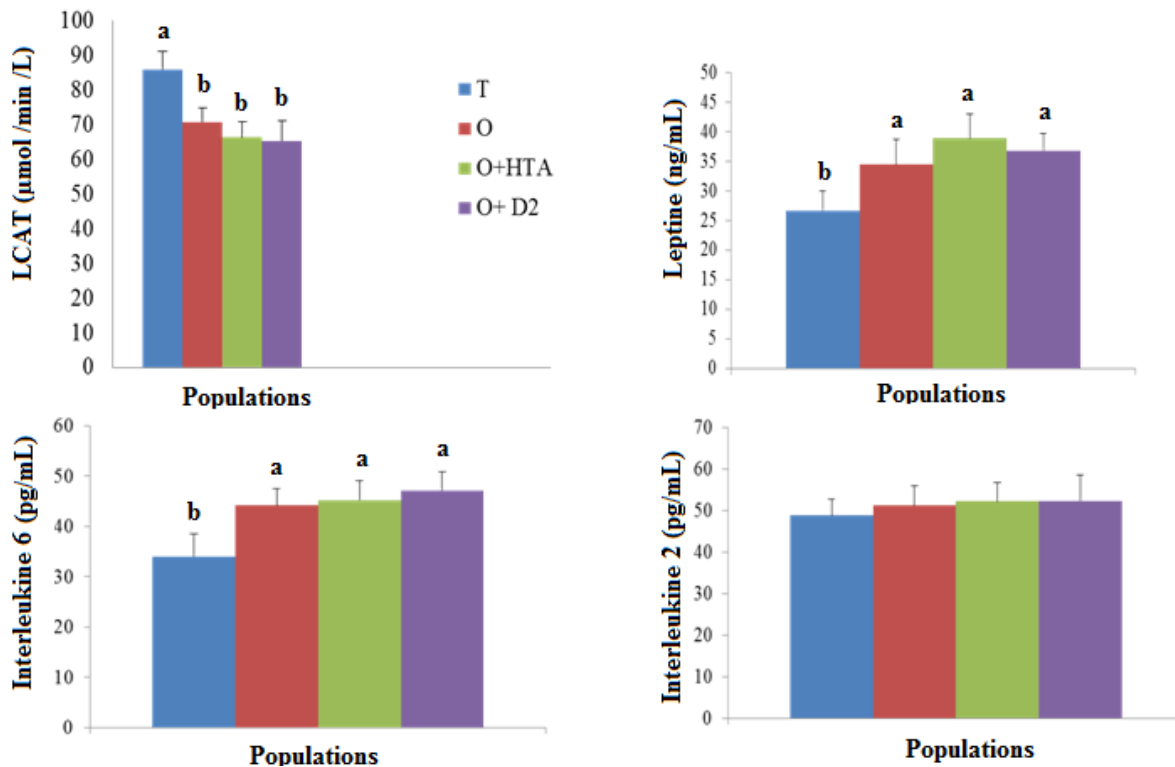 LCAT (µmol /min /L)
100
90
80
70
60
50
40
30
20
10
0
a
b
b
b
T
O
O+HTA
O+ D2
Populations
Leptine (ng/mL)
50
45
40
35
30
25
20
15
10
5
0
b
a
a
a
Populations
Interleukine 6 (pg/mL)
60
50
40
30
20
10
0
b
a
a
a
Populations
Interleukine 2 (pg/mL)
70
60
50
40
30
20
10
0
Populations